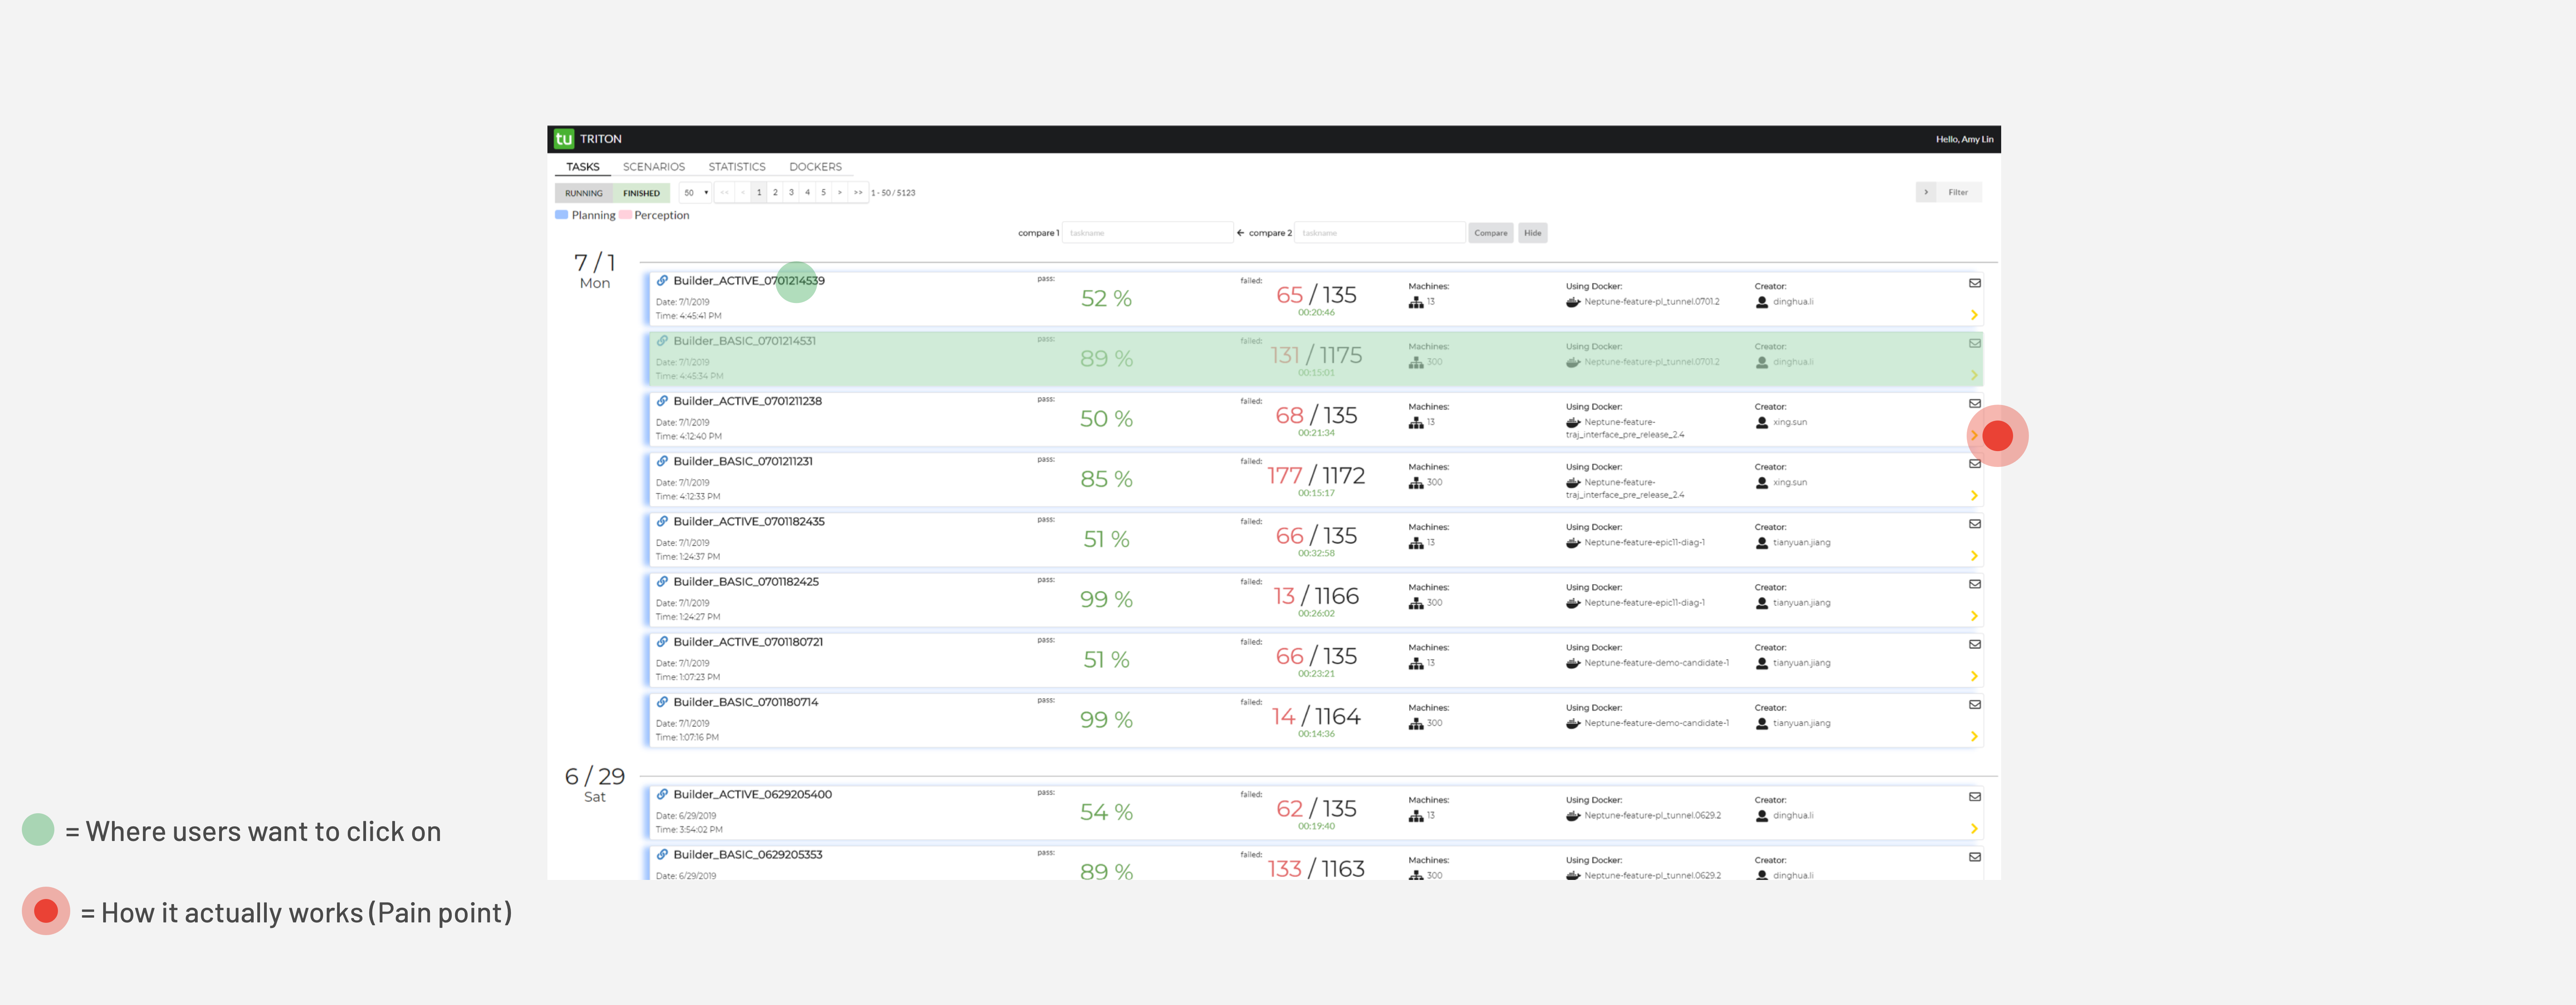 tu TRITON Hello, Amy Lin
TASKS SCENARIOS STATISTICS DOCKERS
RUNNING FINISHED 50 << < 1 2 3 4 5 > >> 1 - 50 / 5123 > Filter
Planning Perception
compare 1 taskname ← compare 2 taskname Compare Hide
7 / 1
Mon
Builder_ACTIVE_0701214539 pass: failed: Machines: Using Docker: Creator:
Date: 7/1/2019 52 % 65 / 135 13 Neptune-feature-pl_tunnel.0701.2 dinghua.li
Time: 4:45:41 PM 00:20:46
Builder_BASIC_0701214531 pass: failed: Machines: Using Docker: Creator:
Date: 7/1/2019 89 % 131 / 1175 300 Neptune-feature-pl_tunnel.0701.2 dinghua.li
Time: 4:45:34 PM 00:15:01
Builder_ACTIVE_0701211238 pass: failed: Machines: Using Docker: Creator:
Date: 7/1/2019 50 % 68 / 135 13 Neptune-feature- xing.sun
Time: 4:12:40 PM 00:21:34 traj_interface_pre_release_2.4
Builder_BASIC_0701211231 pass: failed: Machines: Using Docker: Creator:
Date: 7/1/2019 85 % 177 / 1172 300 Neptune-feature- xing.sun
Time: 4:12:33 PM 00:15:17 traj_interface_pre_release_2.4
Builder_ACTIVE_0701182435 pass: failed: Machines: Using Docker: Creator:
Date: 7/1/2019 51 % 66 / 135 13 Neptune-feature-epic11-diag-1 tianyuan.jiang
Time: 1:24:37 PM 00:32:58
Builder_BASIC_0701182425 pass: failed: Machines: Using Docker: Creator:
Date: 7/1/2019 99 % 13 / 1166 300 Neptune-feature-epic11-diag-1 tianyuan.jiang
Time: 1:24:27 PM 00:26:02
Builder_ACTIVE_0701180721 pass: failed: Machines: Using Docker: Creator:
Date: 7/1/2019 51 % 66 / 135 13 Neptune-feature-demo-candidate-1 tianyuan.jiang
Time: 1:07:23 PM 00:23:21
Builder_BASIC_0701180714 pass: failed: Machines: Using Docker: Creator:
Date: 7/1/2019 99 % 14 / 1164 300 Neptune-feature-demo-candidate-1 tianyuan.jiang
Time: 1:07:16 PM 00:14:36
6 / 29
Sat
Builder_ACTIVE_0629205400 pass: failed: Machines: Using Docker: Creator:
Date: 6/29/2019 54 % 62 / 135 13 Neptune-feature-pl_tunnel.0629.2 dinghua.li
Time: 3:54:02 PM 00:19:40
Builder_BASIC_0629205353 pass: failed: Machines: Using Docker: Creator:
Date: 6/29/2019 89 % 133 / 1163 300 Neptune-feature-pl_tunnel.0629.2 dinghua.li
= Where users want to click on
= How it actually works (Pain point)